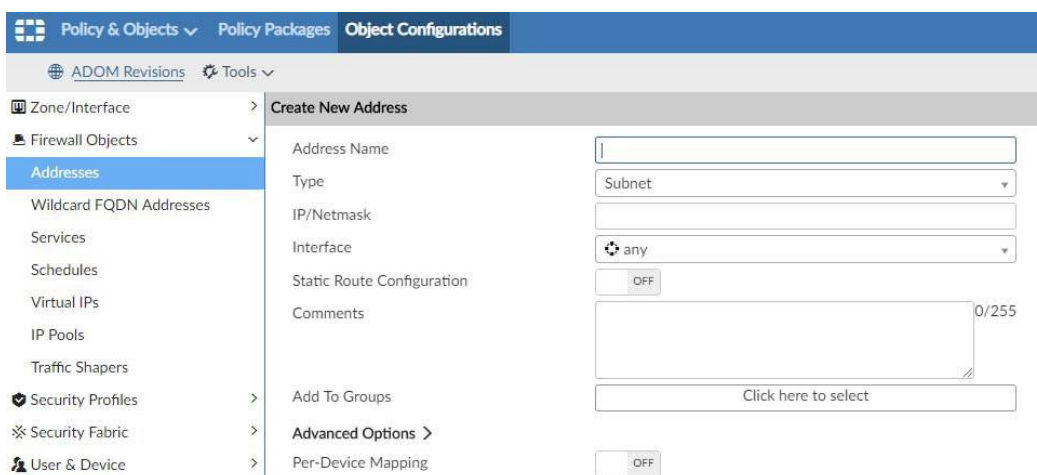 Policy & Objects Policy Packages Object Configurations
ADOM Revisions Tools
Zone/Interface
Firewall Objects
Addresses
Wildcard FQDN Addresses
Services
Schedules
Virtual IPs
IP Pools
Traffic Shapers
Security Profiles
Security Fabric
User & Device
Create New Address
Address Name
Type Subnet
IP/Netmask
Interface any
Static Route Configuration OFF
Comments 0/255
Add To Groups Click here to select
Advanced Options >
Per-Device Mapping OFF